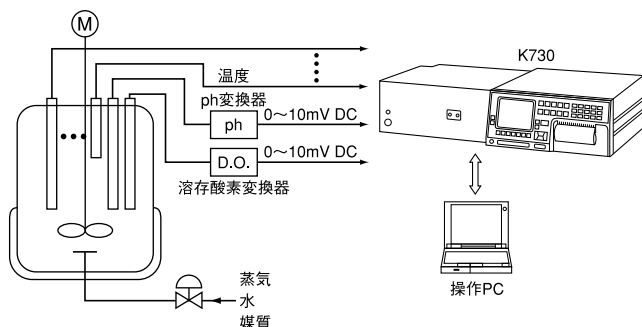 M
K730
温度
ph変換器
ph
0〜10mV DC
D.O.
0〜10mV DC
溶存酸素変換器
操作PC
蒸気
水
媒質